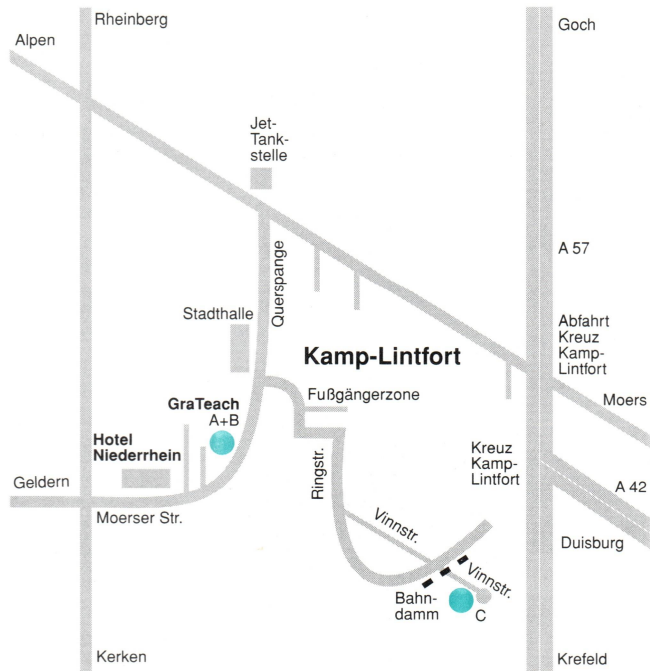 Rheinberg
Goch
Alpen
Jet-
Tank-
stelle
A 57
Querspange
Stadthalle
Abfahrt
Kreuz
Kamp-
Lintfort
Kamp-Lintfort
Fußgängerzone
Moers
GraTeach
A+B
Hotel
Niederrhein
Kreuz
Kamp-
Lintfort
Geldern
Ringstr.
A 42
Moerser Str.
Vinnstr.
Duisburg
Vinnstr.
Bahn-
damm
C
Kerken
Krefeld